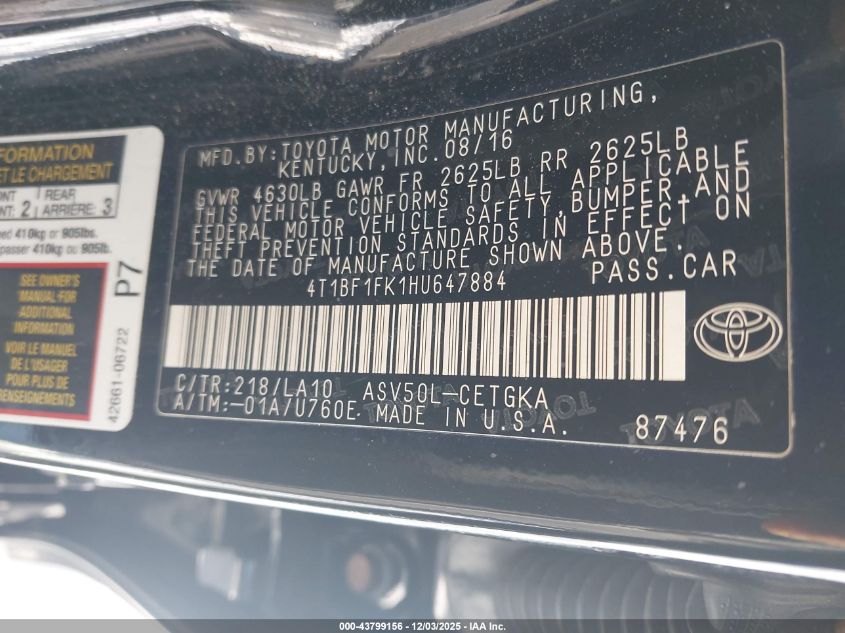 FORMATION
ET LE CHARGEMENT
REAR
2 ARRIÈRE: 3
410kg or 905lbs.
passer 410kg ou 905lb.
SEE OWNER'S
MANUAL FOR
ADDITIONAL
INFORMATION
VOIR LE MANUEL
DE L'USAGER
POUR PLUS DE
RENSEIGNEMENTS
P7
42661-06722
MFD.BY:TOYOTA MOTOR MANUFACTURING,
KENTUCKY, INC. 08/16
GVWR 4630LB GAWR FR 2625LB RR 2625LB
THIS VEHICLE CONFORMS TO ALL APPLICABLE
FEDERAL MOTOR VEHICLE SAFETY,BUMPER,AND
THEFT PREVENTION STANDARDS IN EFFECT ON
THE DATE OF MANUFACTURE SHOWN ABOVE.
4T1BF1FK1HU647884 PASS.CAR
C/TR:218/LA10 ASV50L-CETGKA
A/TM:-01A/U760E MADE IN U.S.A.
87476
TOYOTA
000-43799156 - 12/03/2025 - IAA Inc.